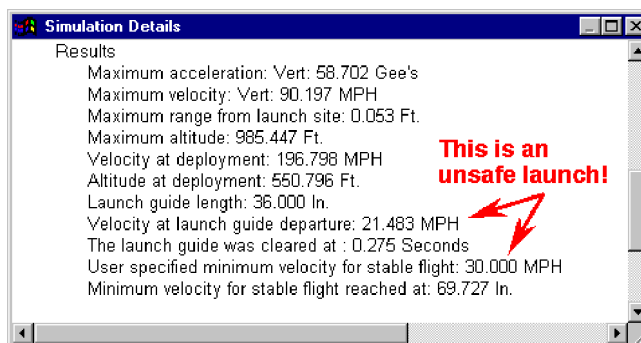 Simulation Details
Results
Maximum acceleration: Vert: 58.702 Gee's
Maximum velocity: Vert: 90.197 MPH
Maximum range from launch site: 0.053 Ft.
Maximum altitude: 985.447 Ft.
Velocity at deployment: 196.798 MPH
Altitude at deployment: 550.796 Ft.
Launch guide length: 36.000 In.
Velocity at launch guide departure: 21.483 MPH
The launch guide was cleared at : 0.275 Seconds
User specified minimum velocity for stable flight: 30.000 MPH
Minimum velocity for stable flight reached at: 69.727 In.
This is an
unsafe launch!